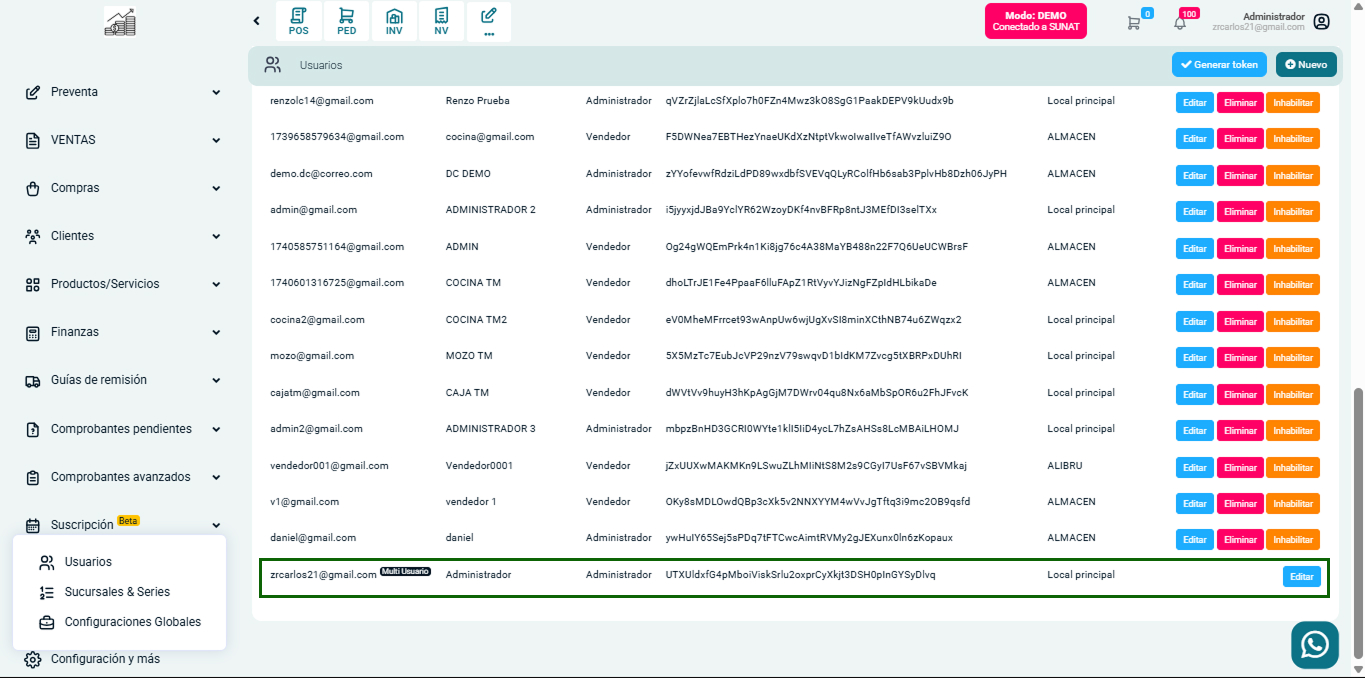 POS
PED
INV
NV
...
Modo: DEMO
Conectado a SUNAT
0
100
Administrador
zrcarlos21@gmail.com
Usuarios
Generar token
Nuevo
Preventa
VENTAS
Compras
Clientes
Productos/Servicios
Finanzas
Guías de remisión
Comprobantes pendientes
Comprobantes avanzados
Suscripción Beta
Usuarios
Sucursales & Series
Configuraciones Globales
Configuración y más
renzolc14@gmail.com Renzo Prueba Administrador qVZrZjlaLcSfXplo7h0FZn4Mwz3kO8SgG1PaakDEPV9kUudx9b Local principal Editar Eliminar Inhabilitar
1739658579634@gmail.com cocina@gmail.com Vendedor F5DWNea7EBTHezYnaeUKdXzNtptVkwoIwaIIveTfAWvzluiZ9O ALMACEN Editar Eliminar Inhabilitar
demo.dc@correo.com DC DEMO Administrador zYYofevwfRdziLdPD89wxdbfSVEVqQLyRColfHb6sab3PplvHb8Dzh06JyPH ALMACEN Editar Eliminar Inhabilitar
admin@gmail.com ADMINISTRADOR 2 Administrador i5jyyxjdJBa9YclYR62WzoyDKf4nvBFRp8ntJ3MEfDI3selTXx Local principal Editar Eliminar Inhabilitar
1740585751164@gmail.com ADMIN Vendedor Og24gWQEmPrk4n1Ki8jg76c4A38MaYB488n22F7Q6UeUCWBrsF ALMACEN Editar Eliminar Inhabilitar
1740601316725@gmail.com COCINA TM Vendedor dhoLTrJE1Fe4PpaaF6lluFApZ1RtVyvYJizNgFZpIdHLbikaDe ALMACEN Editar Eliminar Inhabilitar
cocina2@gmail.com COCINA TM2 Vendedor eV0MheMFrrcet93wAnpUw6wjUgXvSI8minXCthNB74u6ZWqzx2 Local principal Editar Eliminar Inhabilitar
mozo@gmail.com MOZO TM Vendedor 5X5MzTc7EubJcVP29nzV79swqvD1bIdKM7Zvcg5tXBRPxDUhRI Local principal Editar Eliminar Inhabilitar
cajatm@gmail.com CAJA TM Vendedor dWVtVv9huyH3hKpAgGjM7DWrv04qu8Nx6aMbSpOR6u2FhJFvcK Local principal Editar Eliminar Inhabilitar
admin2@gmail.com ADMINISTRADOR 3 Administrador mbpzBnHD3GCRI0WYte1klI5IiD4ycL7hZsAHSs8LcMBAiLHOMJ Local principal Editar Eliminar Inhabilitar
vendedor001@gmail.com Vendedor0001 Vendedor jZxUUXwMAKMKn9LSwuZLhMIiNtS8M2s9CGyI7UsF67vSBVMkaj ALIBRU Editar Eliminar Inhabilitar
v1@gmail.com vendedor 1 Vendedor OKy8sMDLOwdQBp3cXk5v2NNXYYM4wVvJgTftq3i9mc2OB9qsfd ALMACEN Editar Eliminar Inhabilitar
daniel@gmail.com daniel Administrador ywHuIY65Sej5sPDq7tFTCwcAimtRVMy2gJEXunx0ln6zKopaux ALMACEN Editar Eliminar Inhabilitar
zrcarlos21@gmail.com Multi Usuario Administrador Administrador UTXUldxfG4pMboiViskSrlu2oxprCyXkjt3DSH0pInGYSyDlvq Local principal Editar